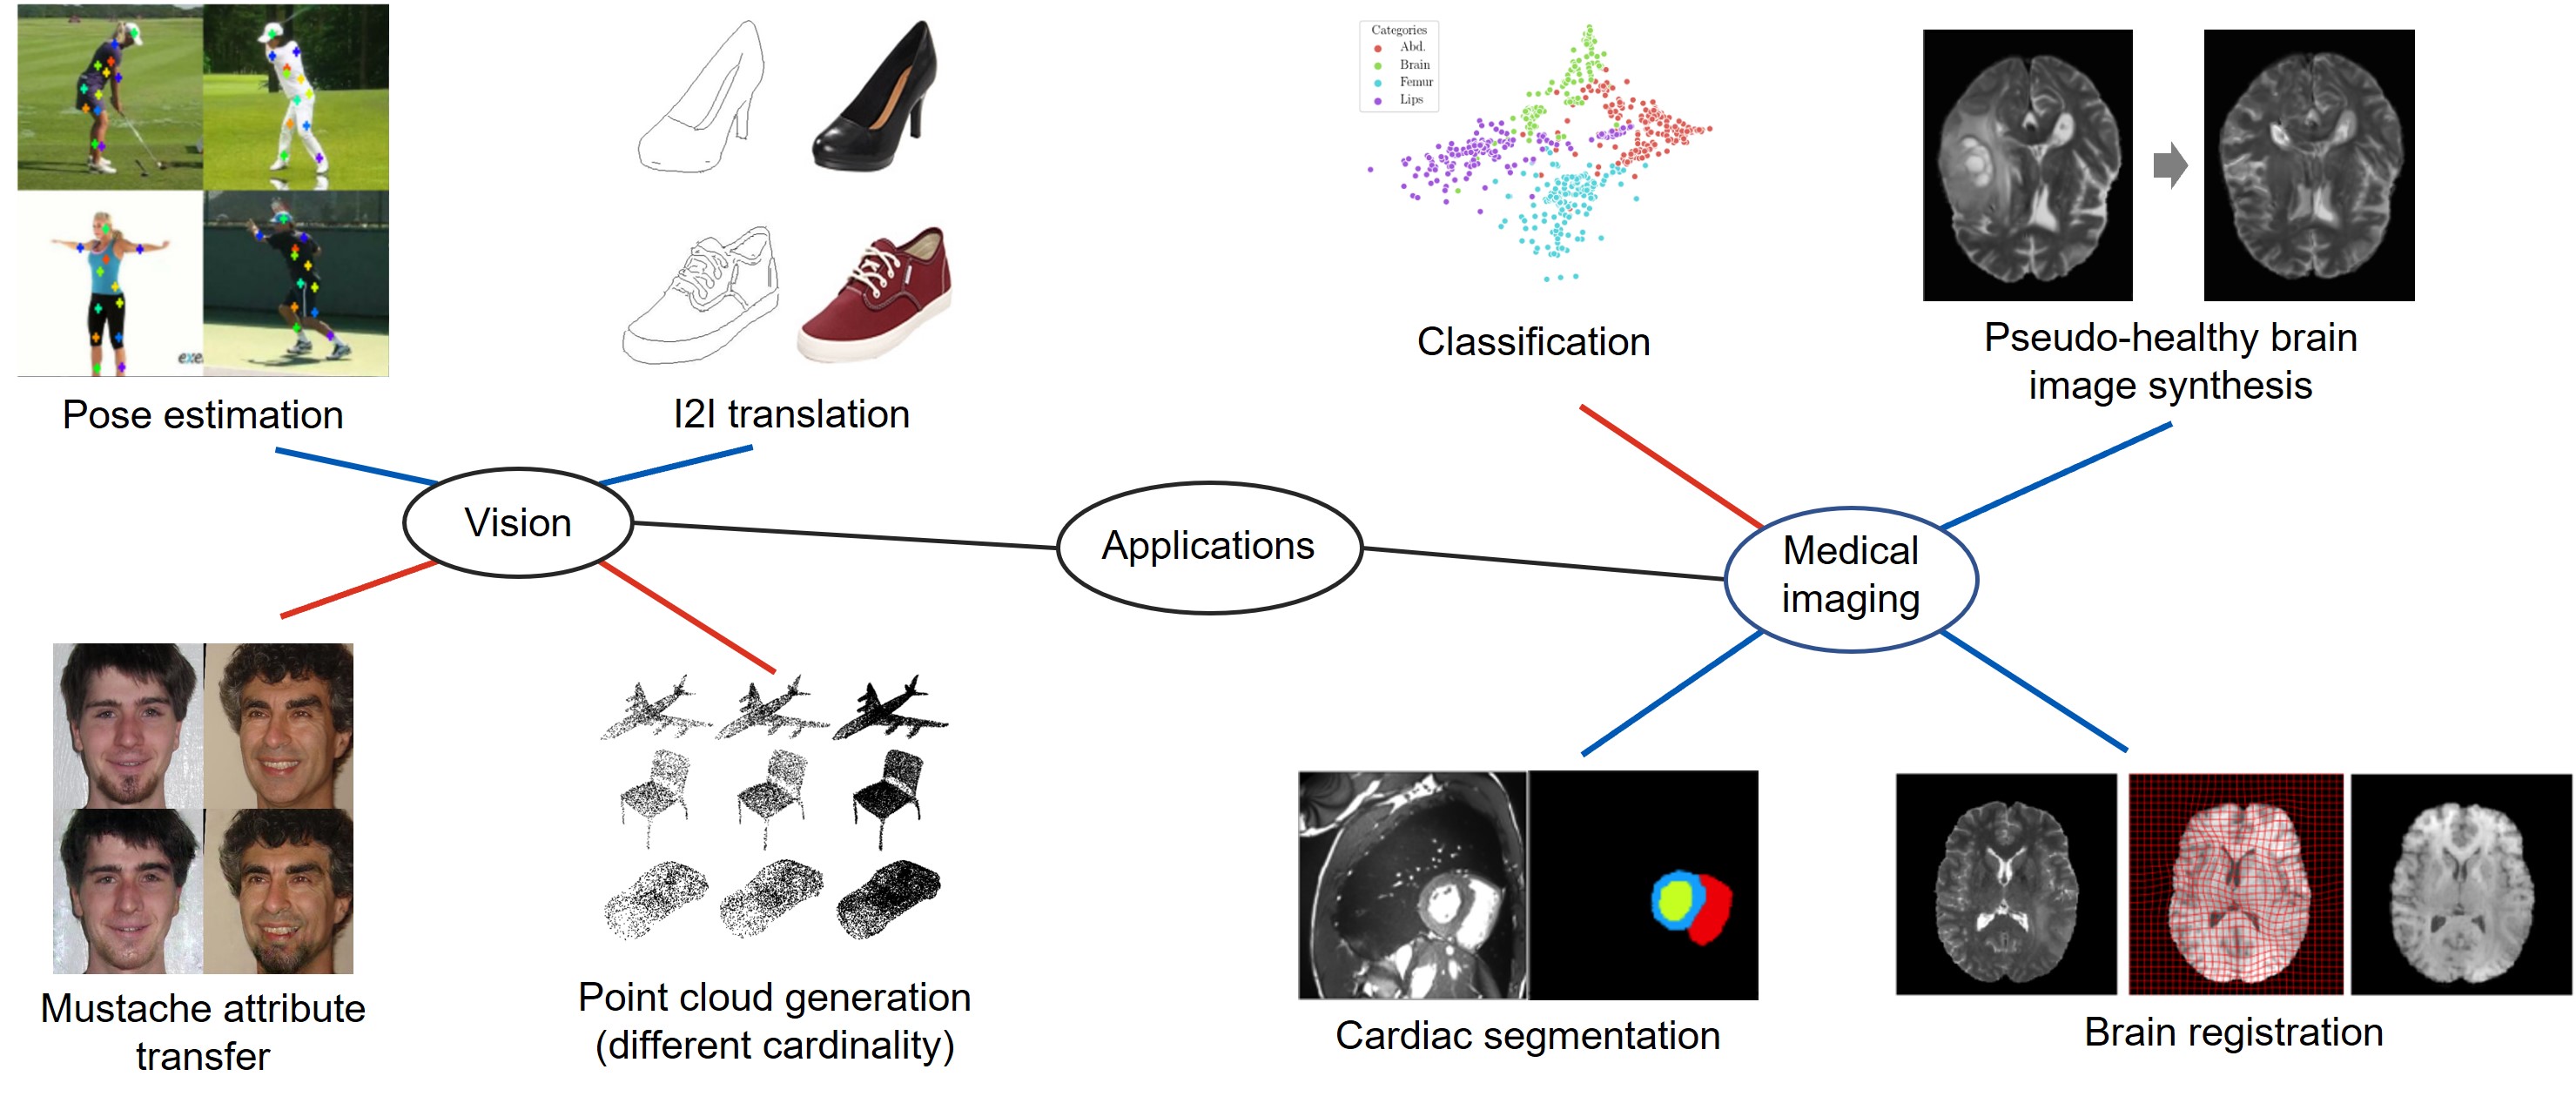 Categories
Abd.
Brain
Femur
Lips
exe
Pose estimation
I2I translation
Classification
Pseudo-healthy brain
image synthesis
Vision
Applications
Medical
imaging
Mustache attribute
transfer
Point cloud generation
(different cardinality)
Cardiac segmentation
Brain registration